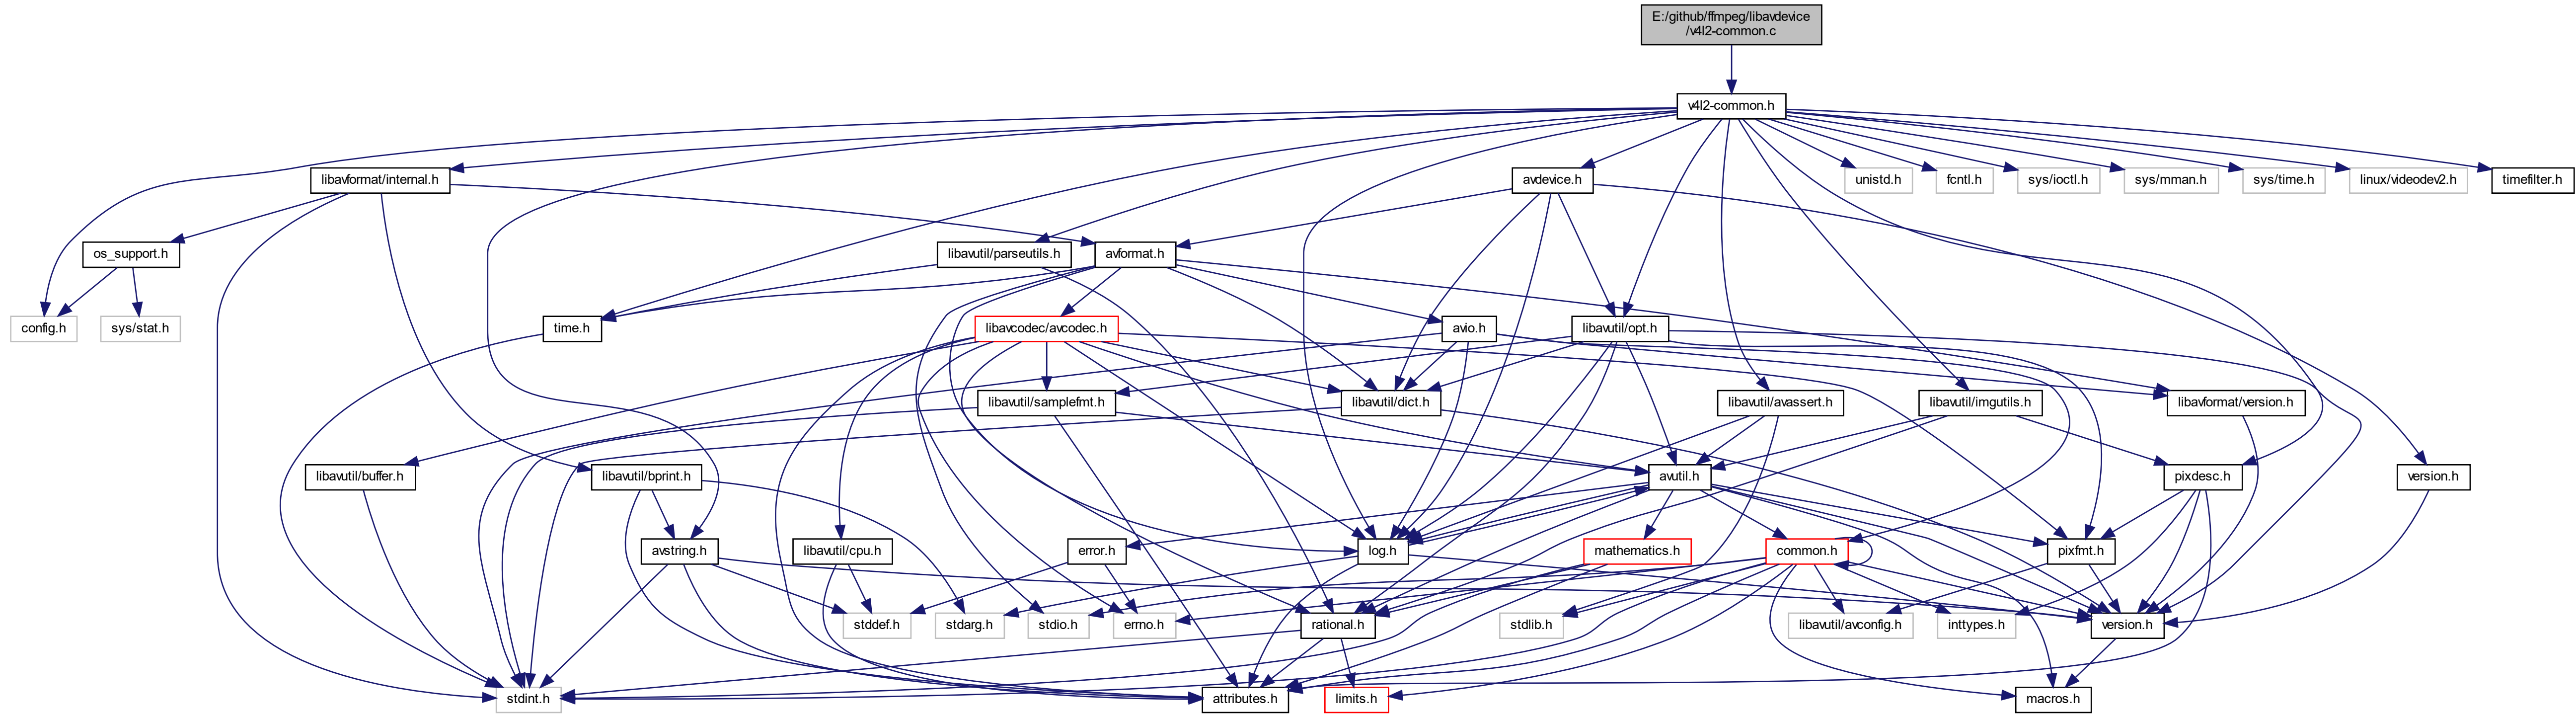 E:/github/ffmpeg/libavdevice
/v4l2-common.c
v4l2-common.h
libavformat/internal.h
avdevice.h
unistd.h
fcntl.h
sys/ioctl.h
sys/mman.h
sys/time.h
linux/videodev2.h
timefilter.h
os_support.h
libavutil/parseutils.h
avformat.h
config.h
sys/stat.h
time.h
libavcodec/avcodec.h
avio.h
libavutil/opt.h
libavutil/samplefmt.h
libavutil/dict.h
libavutil/avassert.h
libavutil/imgutils.h
libavformat/version.h
libavutil/buffer.h
libavutil/bprint.h
avutil.h
pixdesc.h
version.h
avstring.h
libavutil/cpu.h
error.h
log.h
mathematics.h
common.h
pixfmt.h
stddef.h
stdarg.h
stdio.h
errno.h
rational.h
stdlib.h
libavutil/avconfig.h
inttypes.h
version.h
stdint.h
attributes.h
limits.h
macros.h